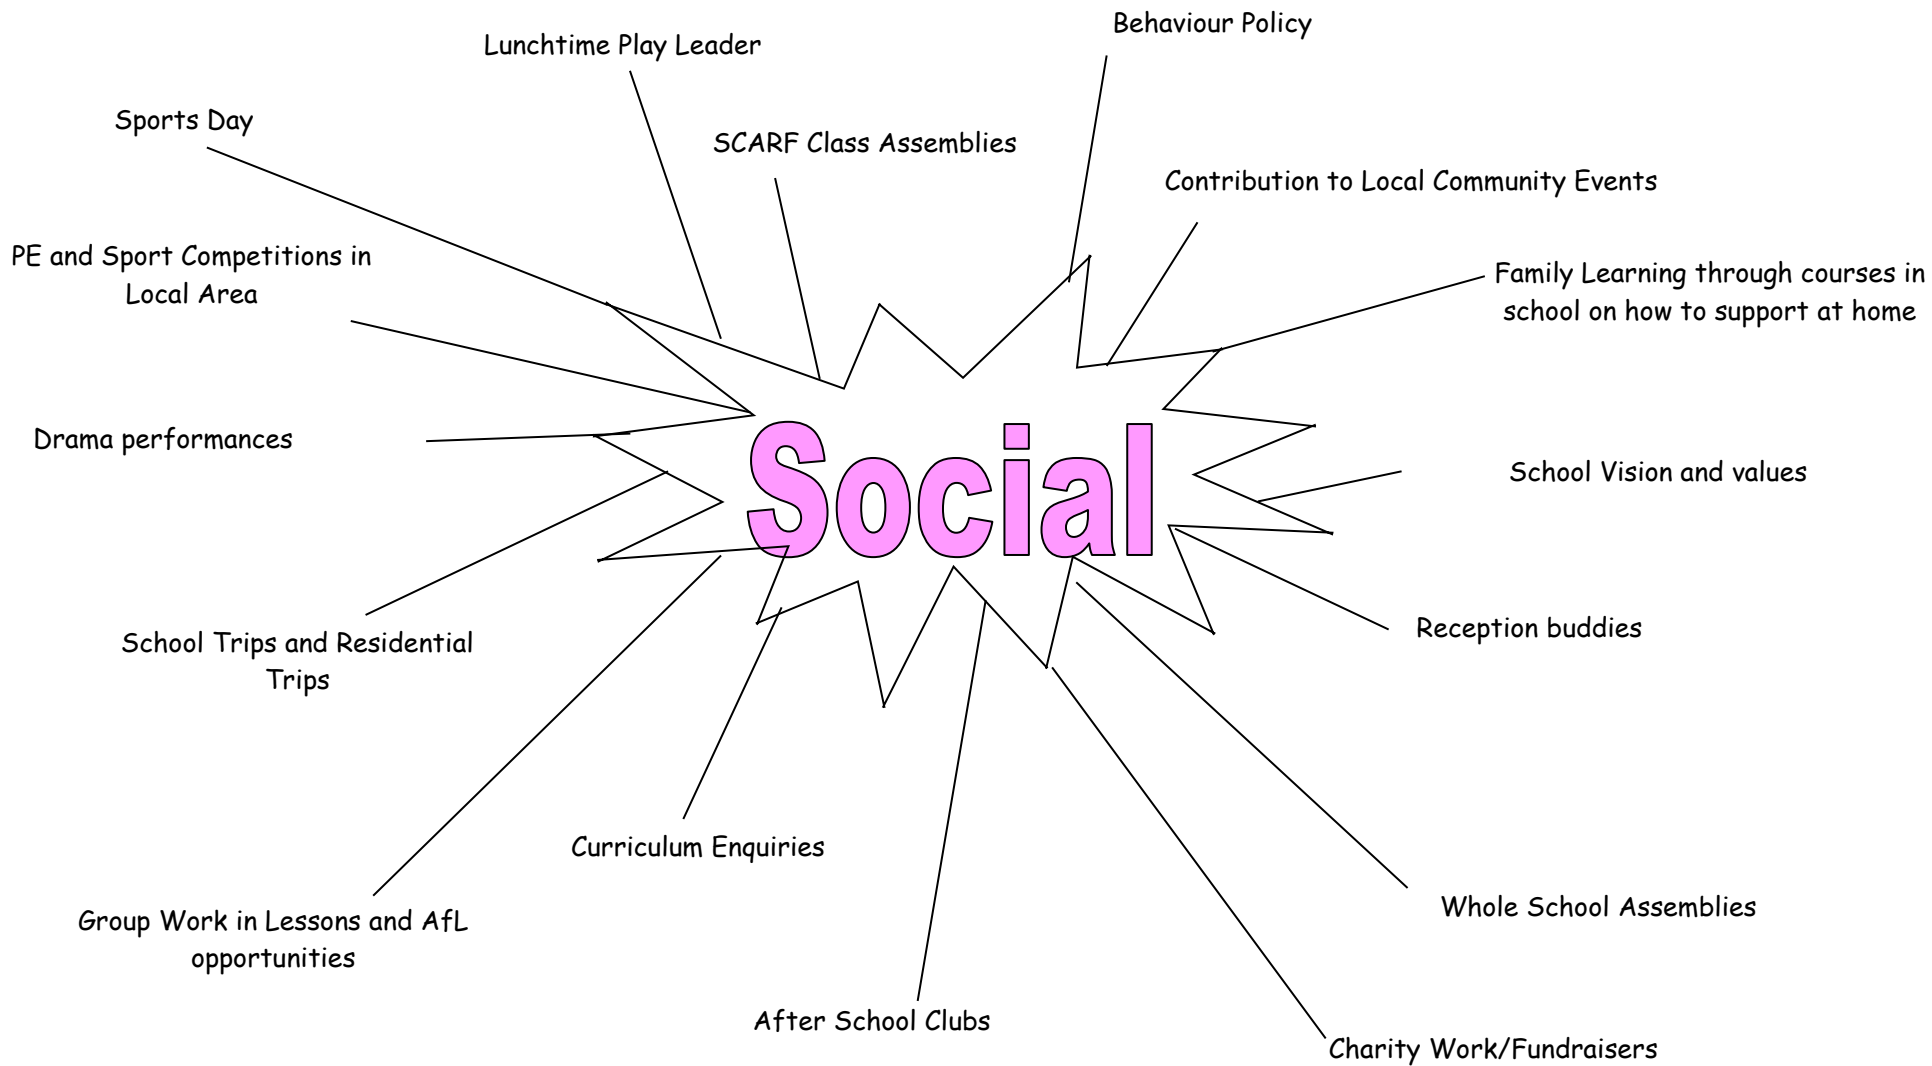 Behaviour Policy
Lunchtime Play Leader
Sports Day
SCARF Class Assemblies
Contribution to Local Community Events
PE and Sport Competitions in
Local Area
Family Learning through courses in
school on how to support at home
Drama performances
Social
School Vision and values
School Trips and Residential
Trips
Reception buddies
Curriculum Enquiries
Group Work in Lessons and AfL
opportunities
Whole School Assemblies
After School Clubs
Charity Work/Fundraisers